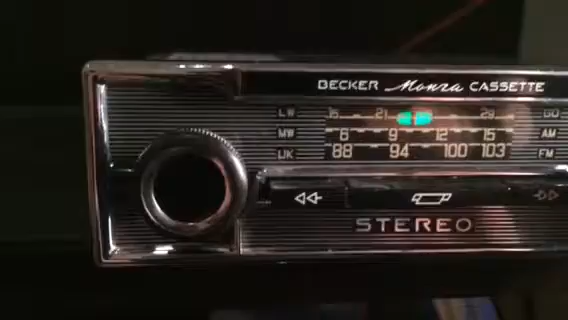 BECKER Monza CASSETTE
LW 15 21 29 GO
MW 6 9 12 15 AM
UK 88 94 100 103 FM
STEREO